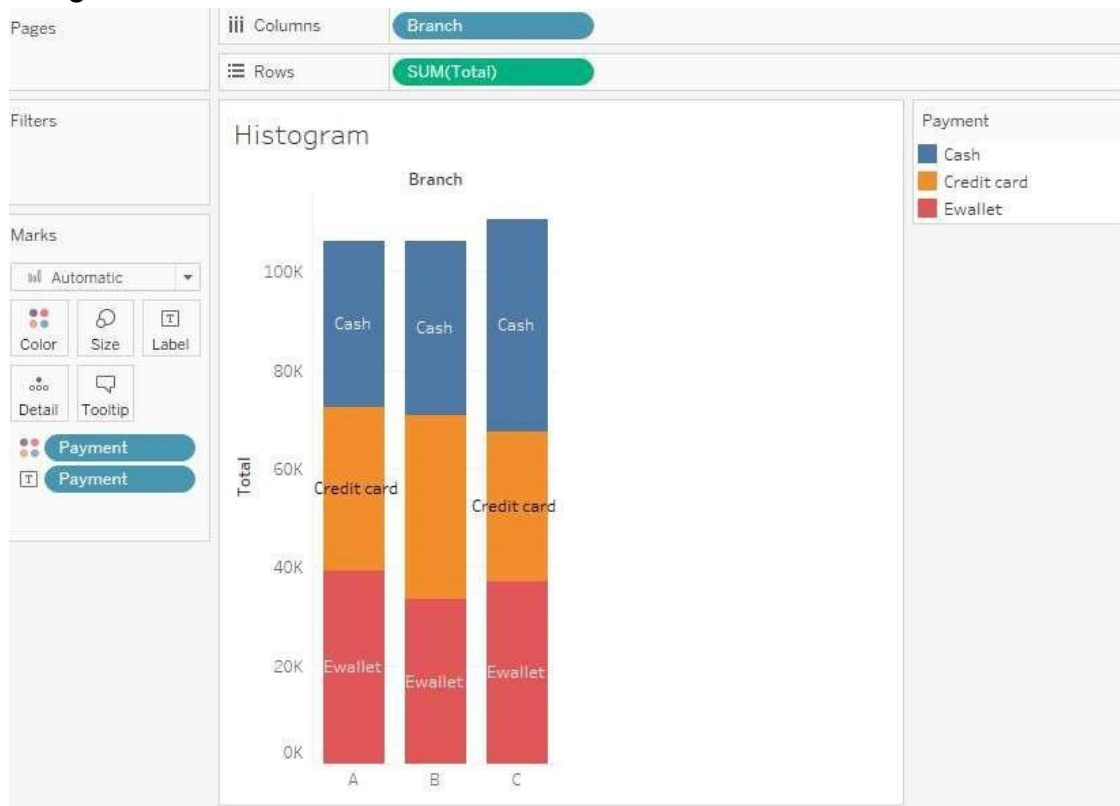 Pages
iii Columns
Branch
Rows
SUM(Total)
Filters
Histogram
Payment
Cash
Credit card
Ewallet
Branch
Marks
Automatic
Color
Size
T
Label
Detail
Tooltip
Payment
T
Payment
Total
100K
80K
60K
40K
20K
0K
Cash
Cash
Cash
Credit card
Credit card
Ewallet
Ewallet
Ewallet
A
B
C